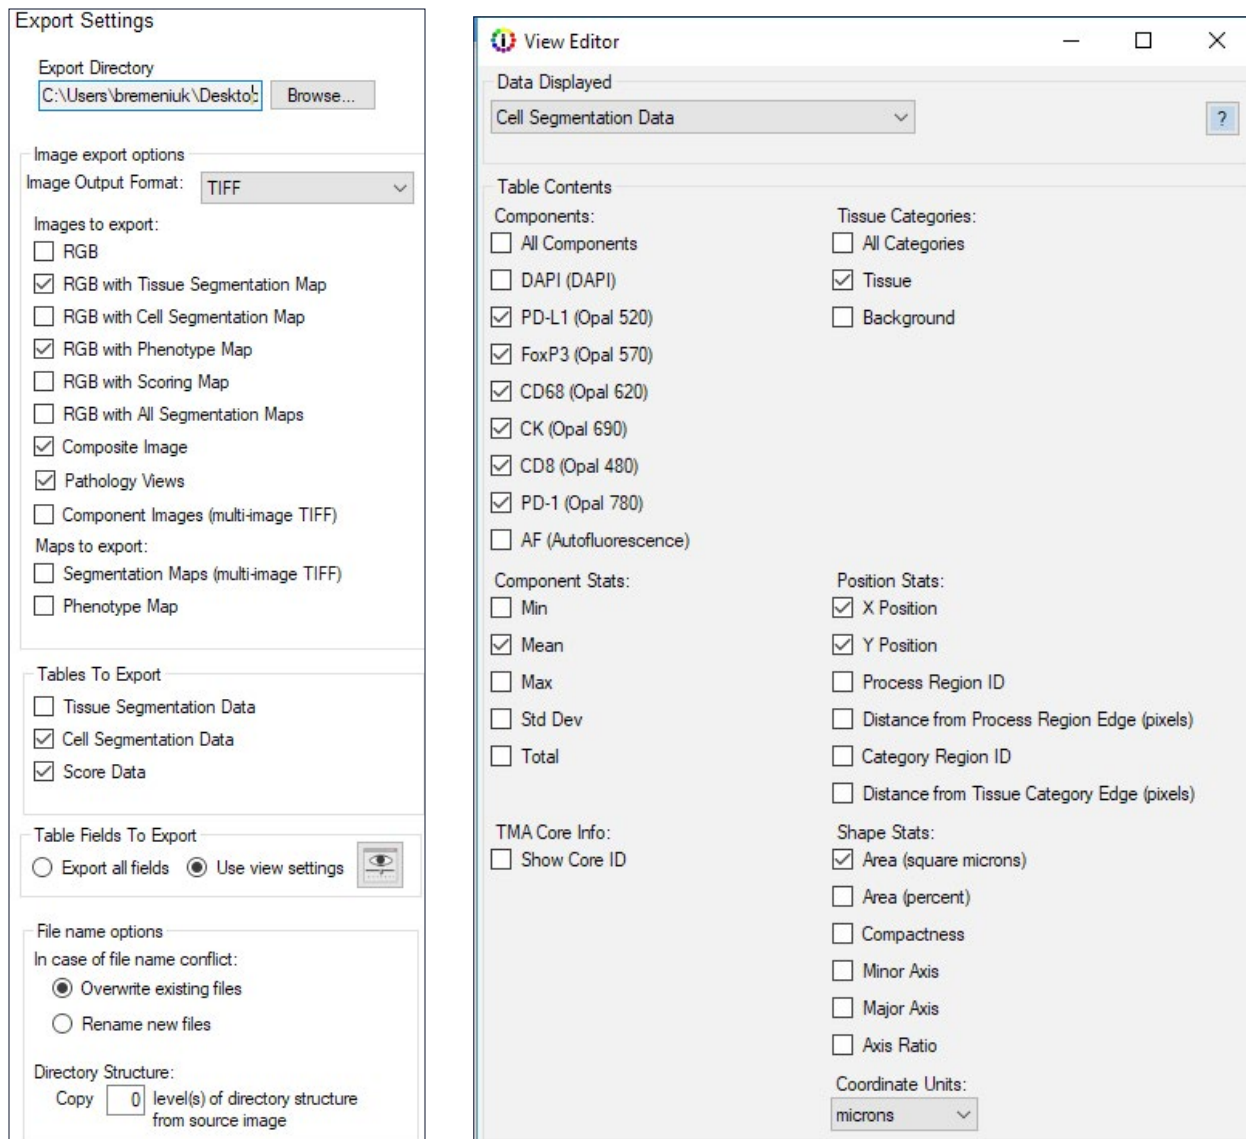 Export Settings
Export Directory
C:\Users\bremeniuk\Desktop
Browse...
Image export options
Image Output Format:
TIFF
Images to export:
RGB
RGB with Tissue Segmentation Map
RGB with Cell Segmentation Map
RGB with Phenotype Map
RGB with Scoring Map
RGB with All Segmentation Maps
Composite Image
Pathology Views
Component Images (multi-image TIFF)
Maps to export:
Segmentation Maps (multi-image TIFF)
Phenotype Map
Tables To Export
Tissue Segmentation Data
Cell Segmentation Data
Score Data
Table Fields To Export
Export all fields
Use view settings
File name options
In case of file name conflict:
Overwrite existing files
Rename new files
Directory Structure:
Copy 0 level(s) of directory structure
from source image
View Editor
Data Displayed
Cell Segmentation Data
?
Table Contents
Components:
All Components
DAPI (DAPI)
PD-L1 (Opal 520)
FoxP3 (Opal 570)
CD68 (Opal 620)
CK (Opal 690)
CD8 (Opal 480)
PD-1 (Opal 780)
AF (Autofluorescence)
Tissue Categories:
All Categories
Tissue
Background
Component Stats:
Min
Mean
Max
Std Dev
Total
Position Stats:
X Position
Y Position
Process Region ID
Distance from Process Region Edge (pixels)
Category Region ID
Distance from Tissue Category Edge (pixels)
TMA Core Info:
Show Core ID
Shape Stats:
Area (square microns)
Area (percent)
Compactness
Minor Axis
Major Axis
Axis Ratio
Coordinate Units:
microns